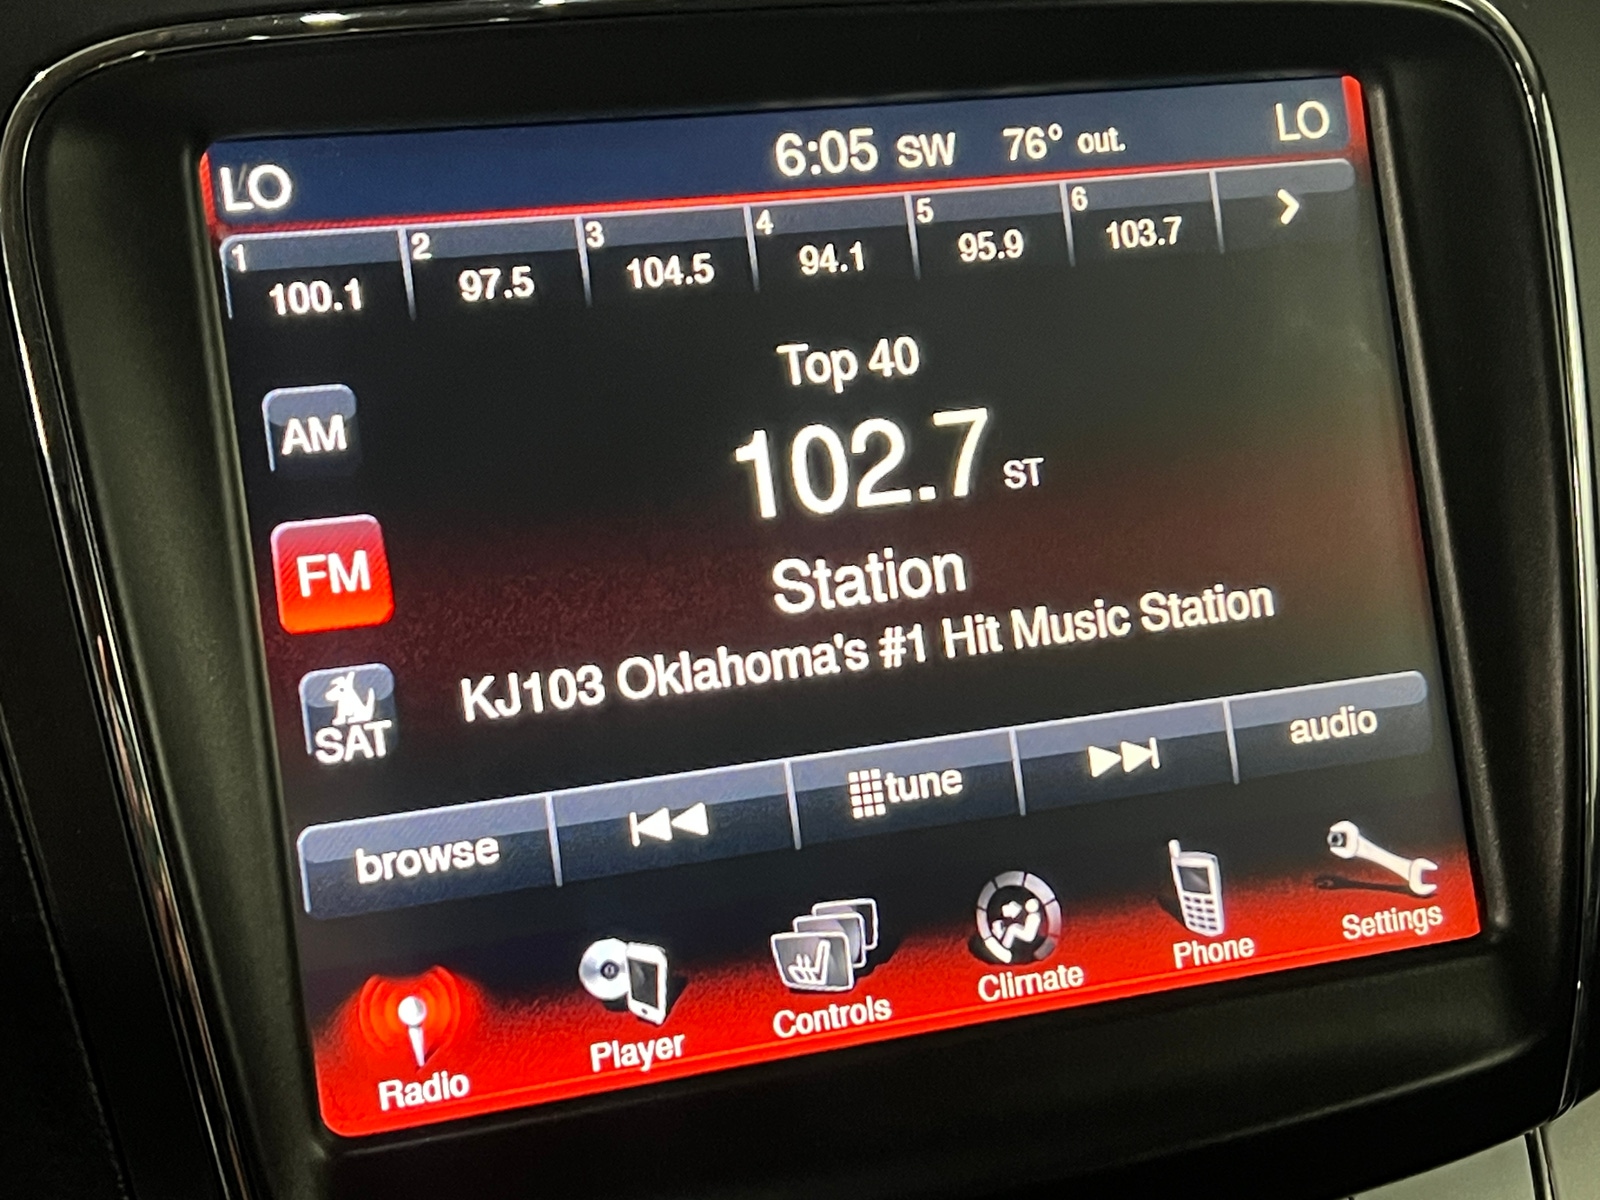 LO 6:05 SW 76° out. LO
1 2 3 4 5 6
100.1 97.5 104.5 94.1 95.9 103.7
Top 40
AM
102.7 ST
FM
Station
KJ103 Oklahoma's #1 Hit Music Station
SAT
browse tune audio
Radio Player Controls Climate Phone Settings